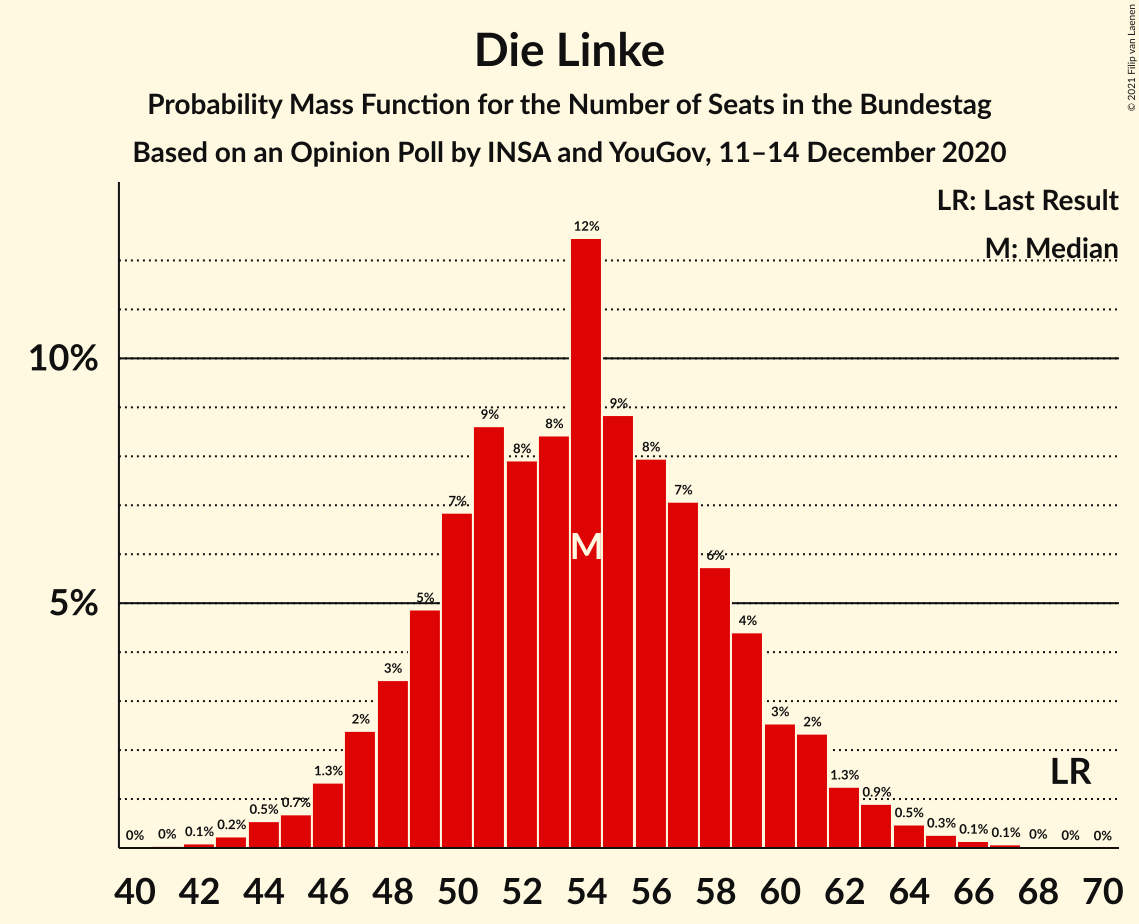 Die Linke
Probability Mass Function for the Number of Seats in the Bundestag
Based on an Opinion Poll by INSA and YouGov, 11–14 December 2020
© 2021 Filip van Laenen
LR: Last Result
M: Median
10%
5%
0% 0% 0.1% 0.2% 0.5% 0.7% 1.3% 2% 3% 5% 7% 9% 8% 8% 12% 9% 8% 7% 6% 4% 3% 2% 1.3% 0.9% 0.5% 0.3% 0.1% 0.1% 0% 0% 0%
M
LR
40 42 44 46 48 50 52 54 56 58 60 62 64 66 68 70